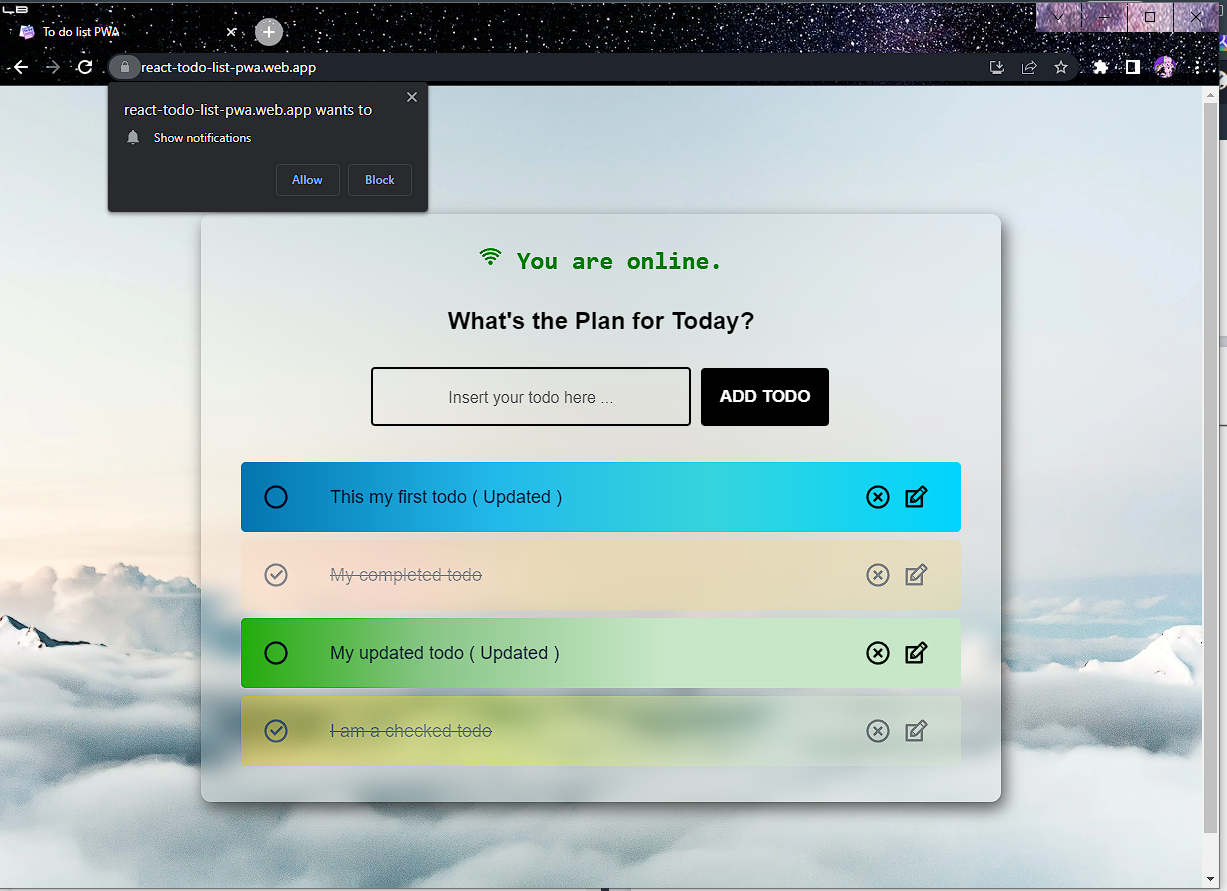 To do list PWA
react-todo-list-pwa.web.app
react-todo-list-pwa.web.app wants to
Show notifications
Allow Block
You are online.
What's the Plan for Today?
Insert your todo here ... ADD TODO
This my first todo ( Updated )
My completed todo
My updated todo ( Updated )
I am a checked todo